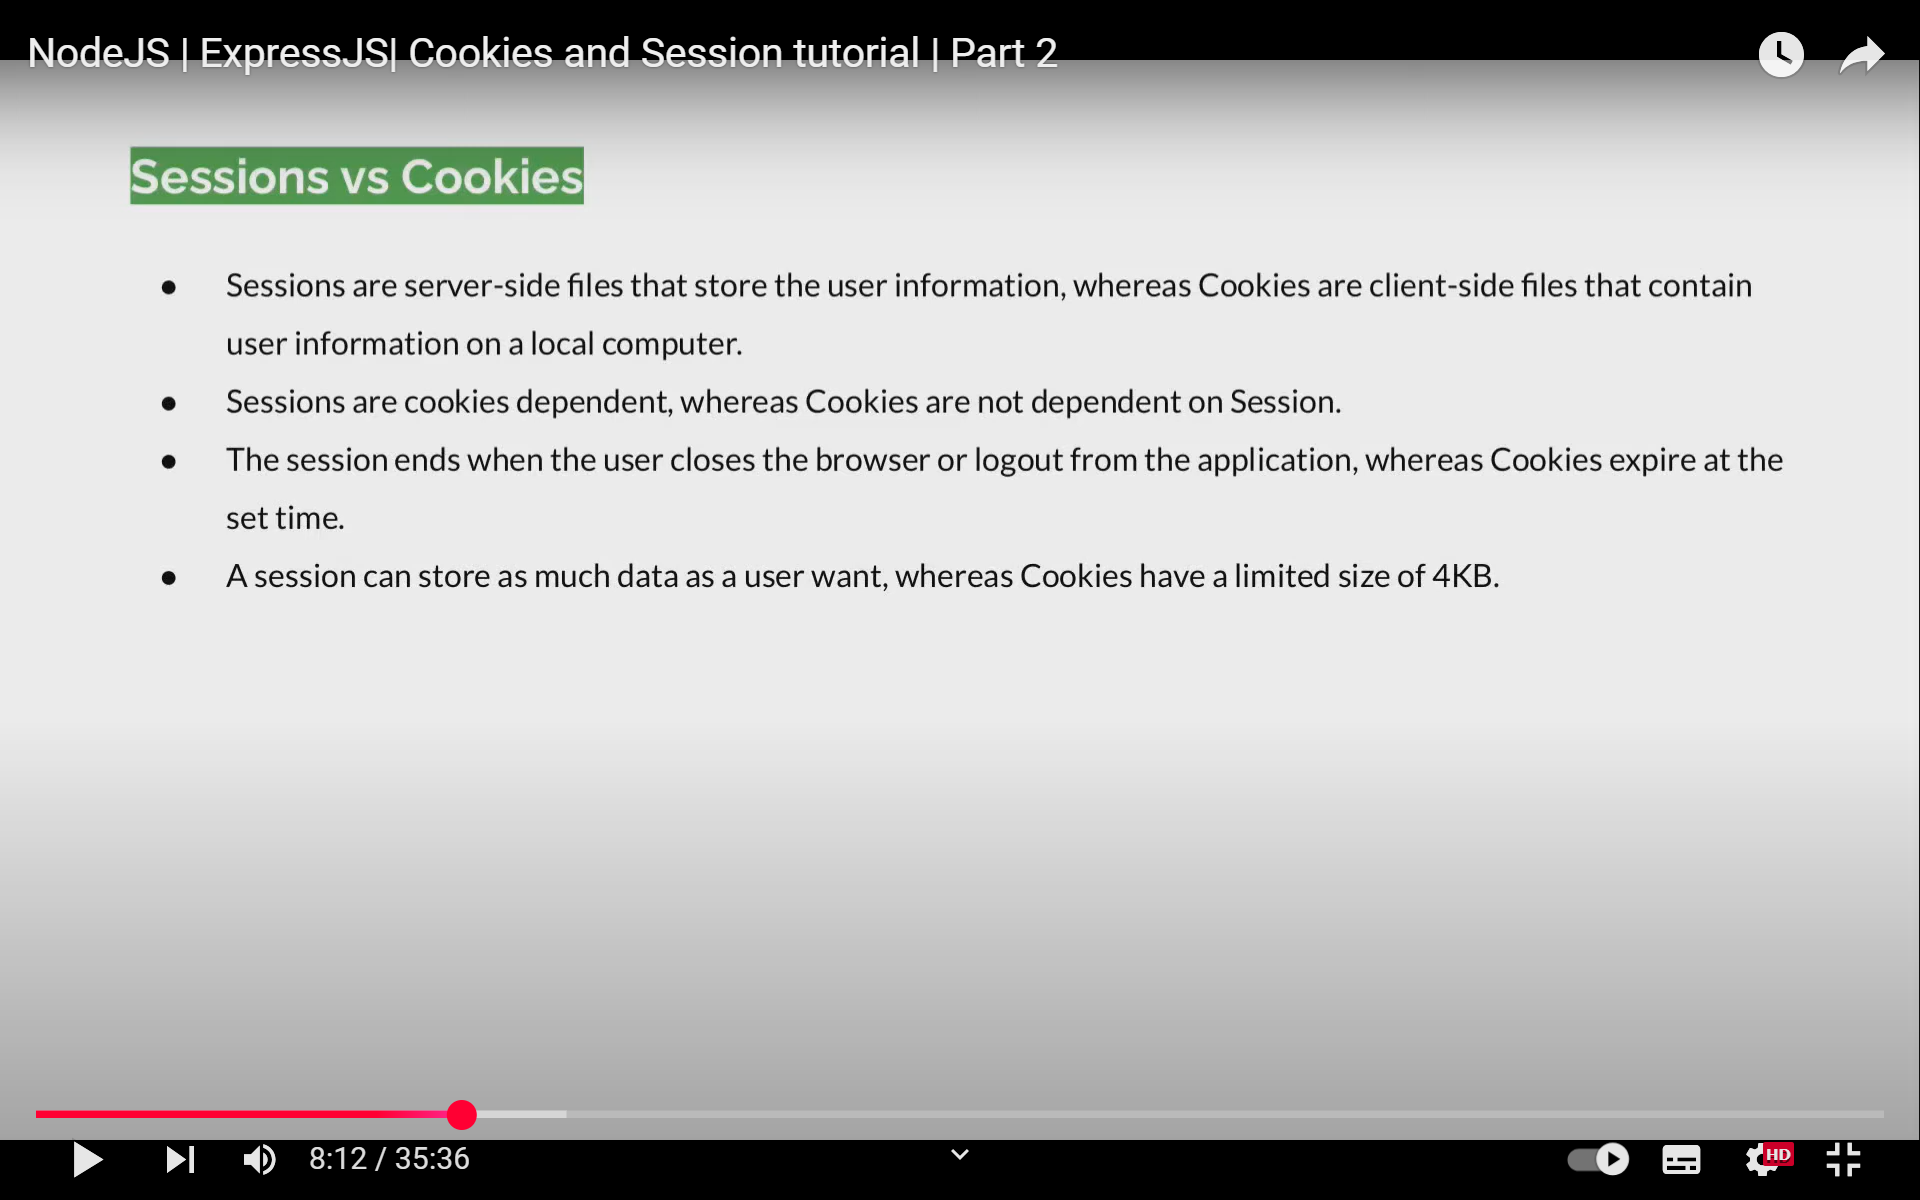 NodeJS | ExpressJS| Cookies and Session tutorial | Part 2
Sessions vs Cookies
● Sessions are server-side files that store the user information, whereas Cookies are client-side files that contain
user information on a local computer.
● Sessions are cookies dependent, whereas Cookies are not dependent on Session.
● The session ends when the user closes the browser or logout from the application, whereas Cookies expire at the
set time.
● A session can store as much data as a user want, whereas Cookies have a limited size of 4KB.
8:12 / 35:36
HD